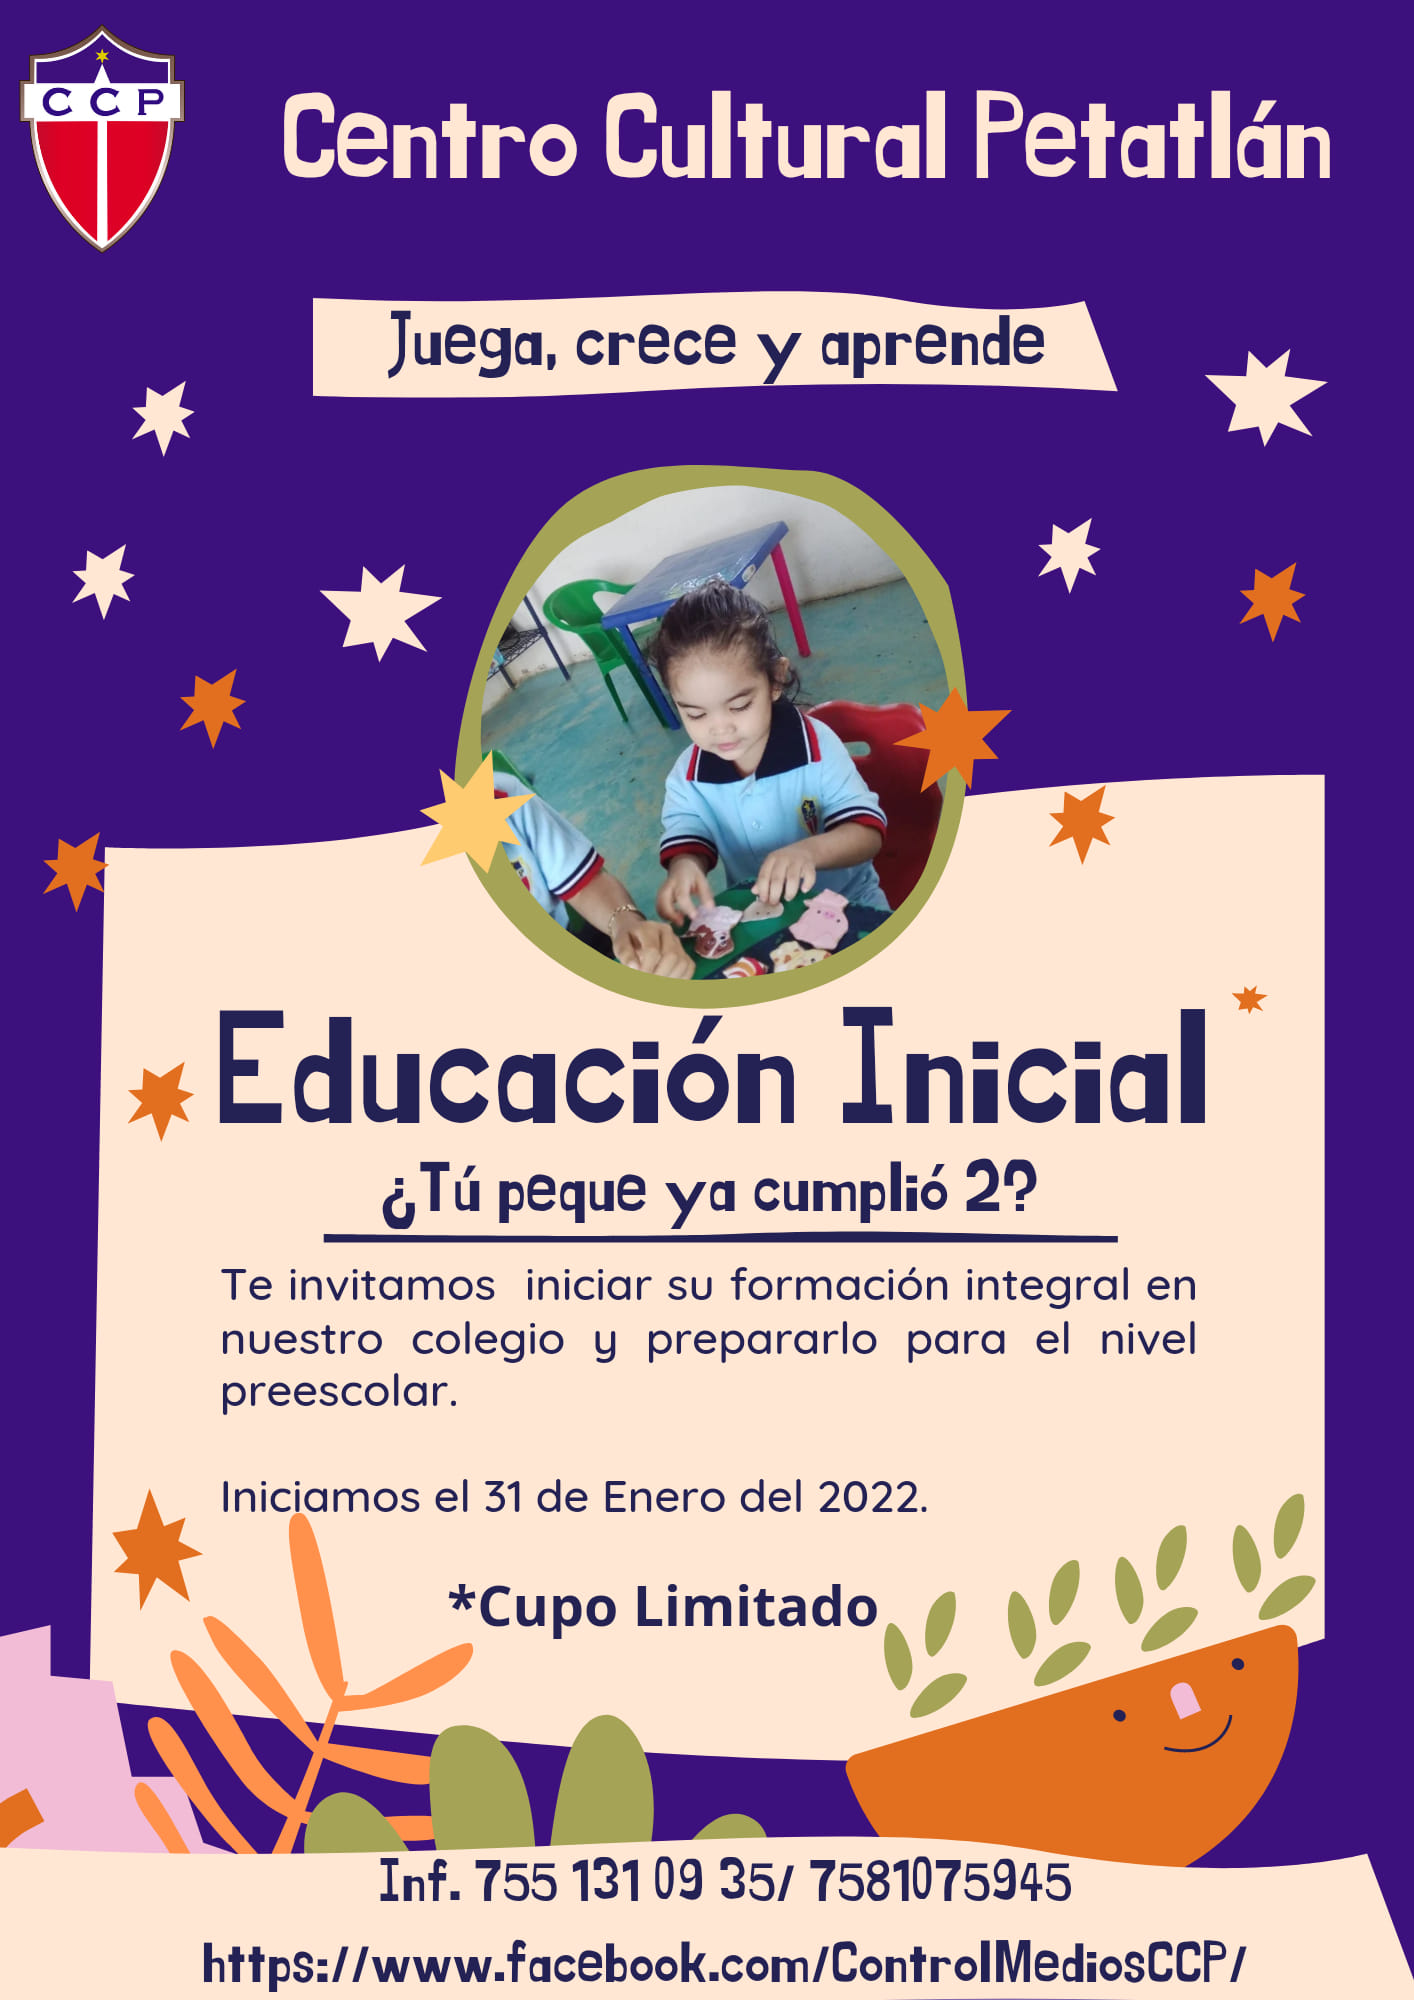 CCP
Centro Cultural Petatlán
Juega, crece y aprende
Educación Inicial
¿Tú peque ya cumplió 2?
Te invitamos iniciar su formación integral en
nuestro colegio y prepararlo para el nivel
preescolar.
Iniciamos el 31 de Enero del 2022.
*Cupo Limitado
Inf. 755 131 09 35/ 7581075945
https://www.facebook.com/ControlMediosCCP/